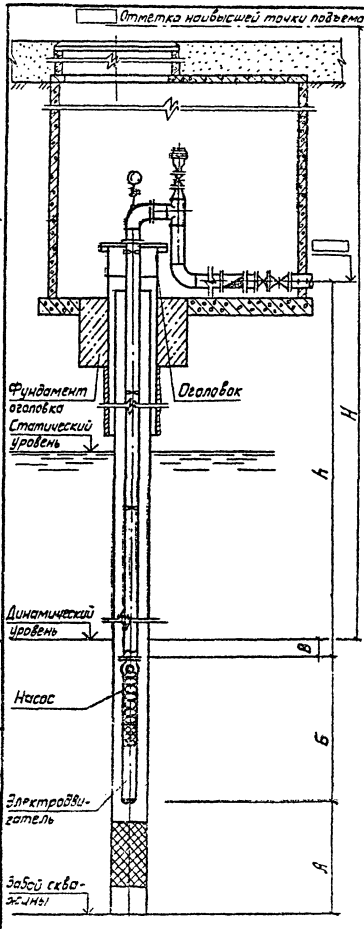 Отметка наивысшей точки подъема
Фундамент
оголовка
Оголовок
Статический
уровень
H
h
Динамический
уровень
В
Насос
Б
Электродви-
гатель
А
Забой сква-
жины